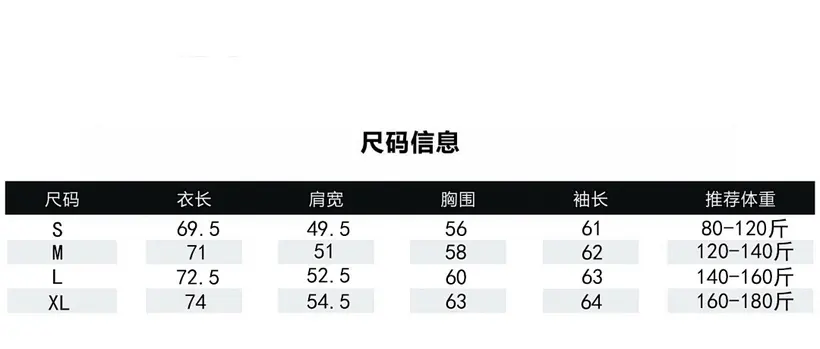 尺码信息
尺码 衣长 肩宽 胸围 袖长 推荐体重
S 69.5 49.5 56 61 80-120斤
M 71 51 58 62 120-140斤
L 72.5 52.5 60 63 140-160斤
XL 74 54.5 63 64 160-180斤